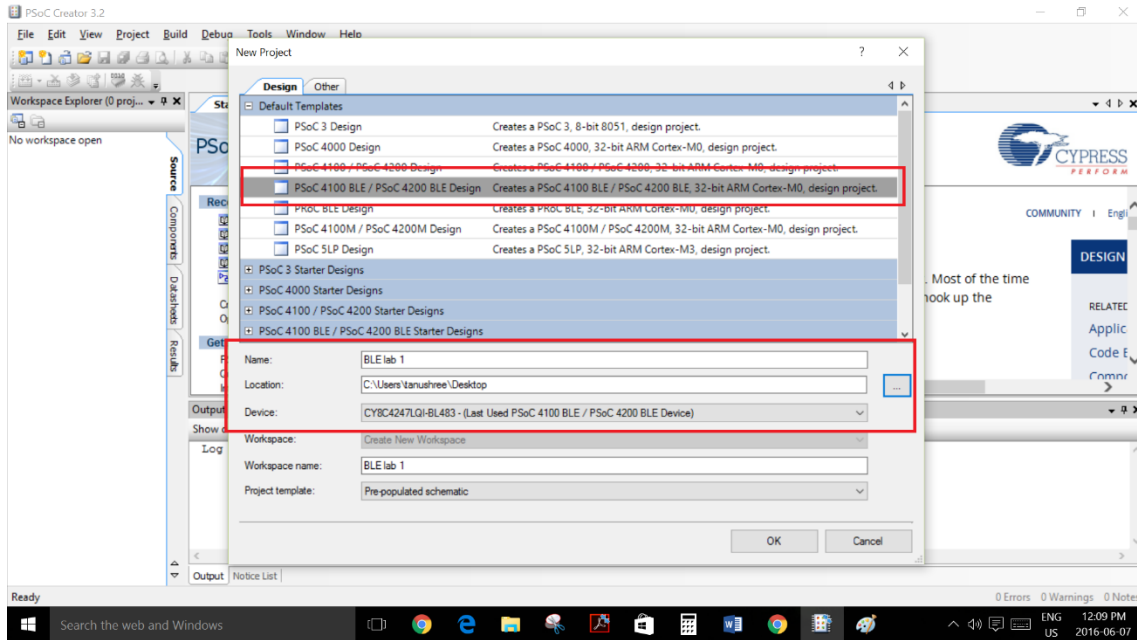 PSoC Creator 3.2
File Edit View Project Build Debug Tools Window Help
New Project
Design Other
Workspace Explorer (0 proj...
No workspace open
Source
Components
Datasheets
Results
Default Templates
PSoC 3 Design Creates a PSoC 3, 8-bit 8051, design project.
PSoC 4000 Design Creates a PSoC 4000, 32-bit ARM Cortex-M0, design project.
PSoC 4100 / PSoC 4200 Design Creates a PSoC 4100 / PSoC 4200, 32-bit ARM Cortex-M0, design project.
PSoC 4100 BLE / PSoC 4200 BLE Design Creates a PSoC 4100 BLE / PSoC 4200 BLE, 32-bit ARM Cortex-M0, design project.
PRoC BLE Design Creates a PRoC BLE, 32-bit ARM Cortex-M0, design project.
PSoC 4100M / PSoC 4200M Design Creates a PSoC 4100M / PSoC 4200M, 32-bit ARM Cortex-M0, design project.
PSoC 5LP Design Creates a PSoC 5LP, 32-bit ARM Cortex-M3, design project.
PSoC 3 Starter Designs
PSoC 4000 Starter Designs
PSoC 4100 / PSoC 4200 Starter Designs
PSoC 4100 BLE / PSoC 4200 BLE Starter Designs
Name: BLE lab 1
Location: C:\Users\tanushree\Desktop ...
Device: CY8C4247LQI-BL483 - (Last Used PSoC 4100 BLE / PSoC 4200 BLE Device)
Workspace: Create New Workspace
Workspace name: BLE lab 1
Project template: Pre-populated schematic
OK Cancel
Sta
PSo
Rec
Get
CYPRESS
PERFORM
COMMUNITY | Engli
DESIGN
. Most of the time
hook up the
RELATED
Applic
Code E
Output
Show
Log
Output Notice List
Ready 0 Errors 0 Warnings 0 Notes
Search the web and Windows
ENG 12:09 PM
US 2016-06-07